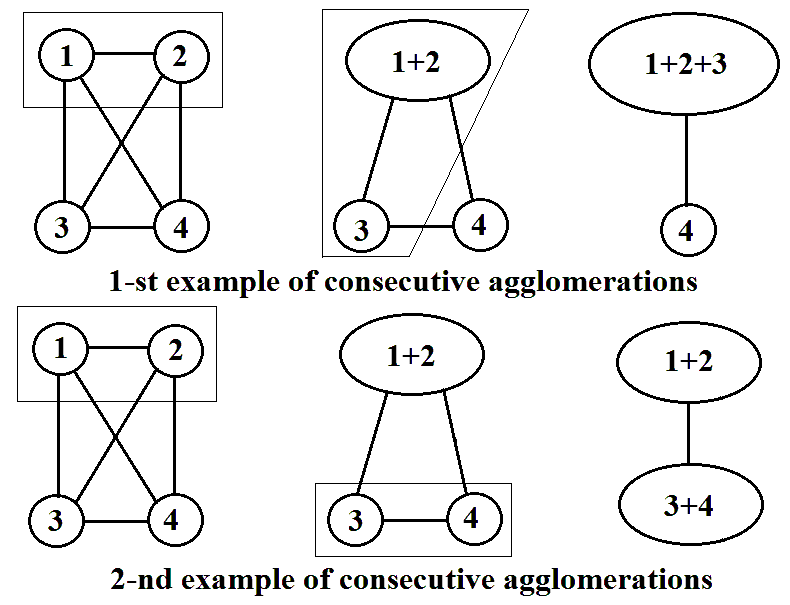 1 2 1+2 1+2+3
3 4 3 4 4
1-st example of consecutive agglomerations
1 2 1+2 1+2
3 4 3 4 3+4
2-nd example of consecutive agglomerations